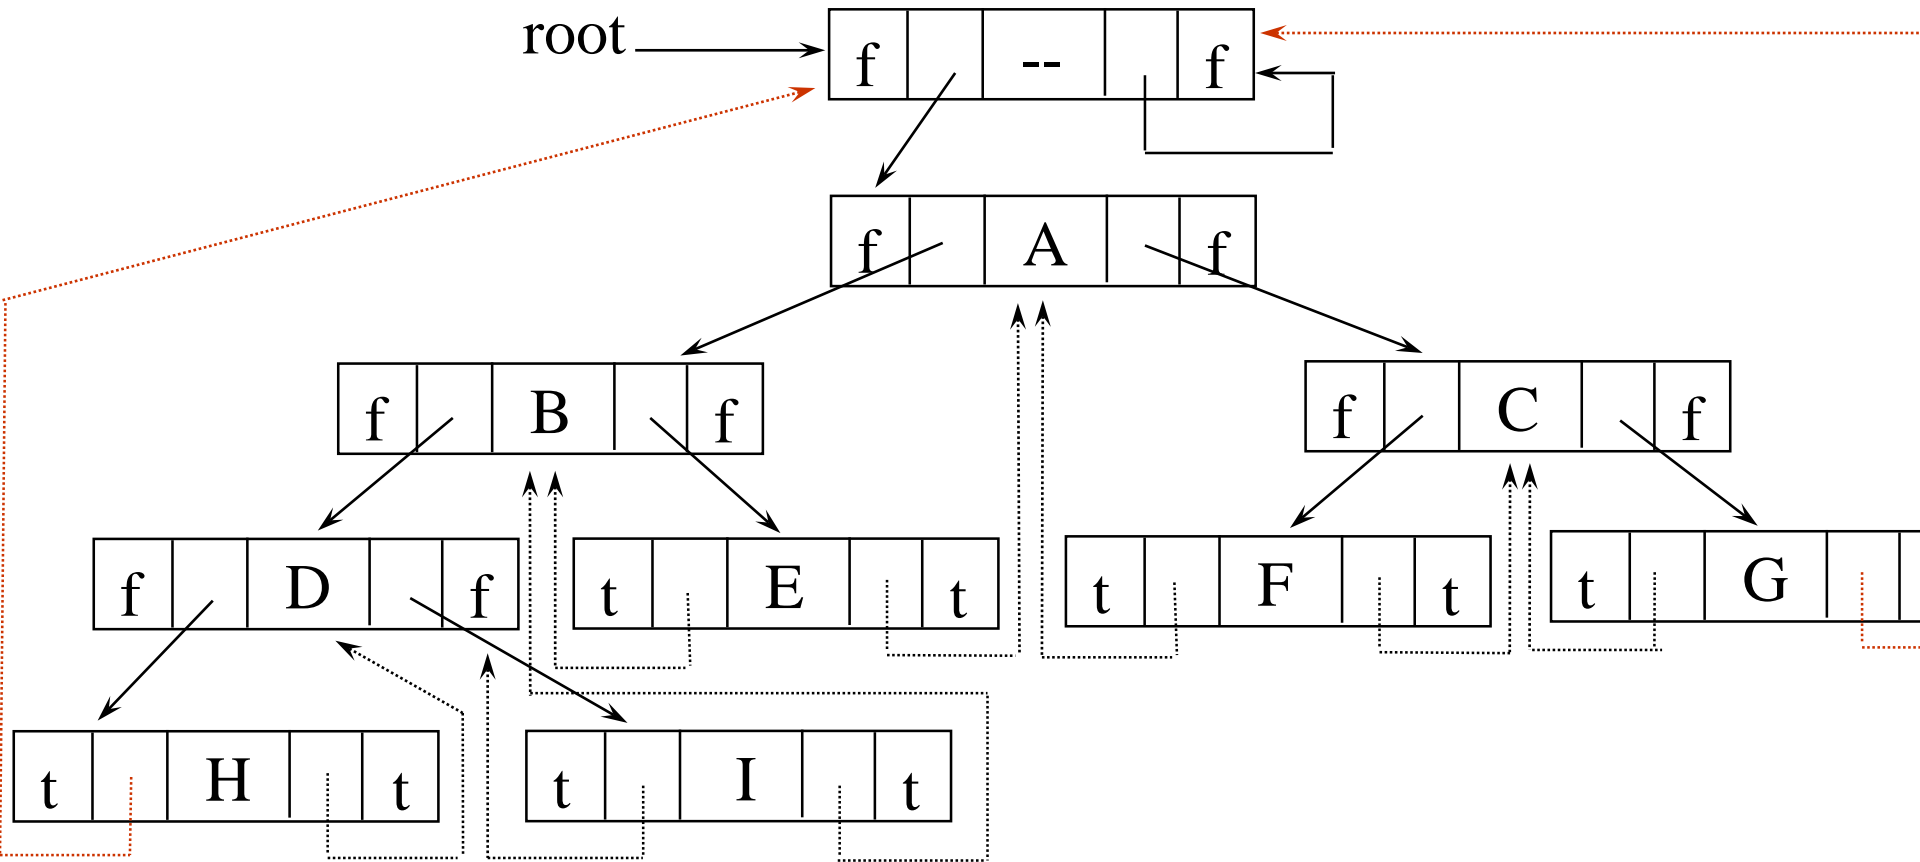 root f -- f
f A f
f B f
f C f
f D f
t E t
t F t
t G
t H t
t I t